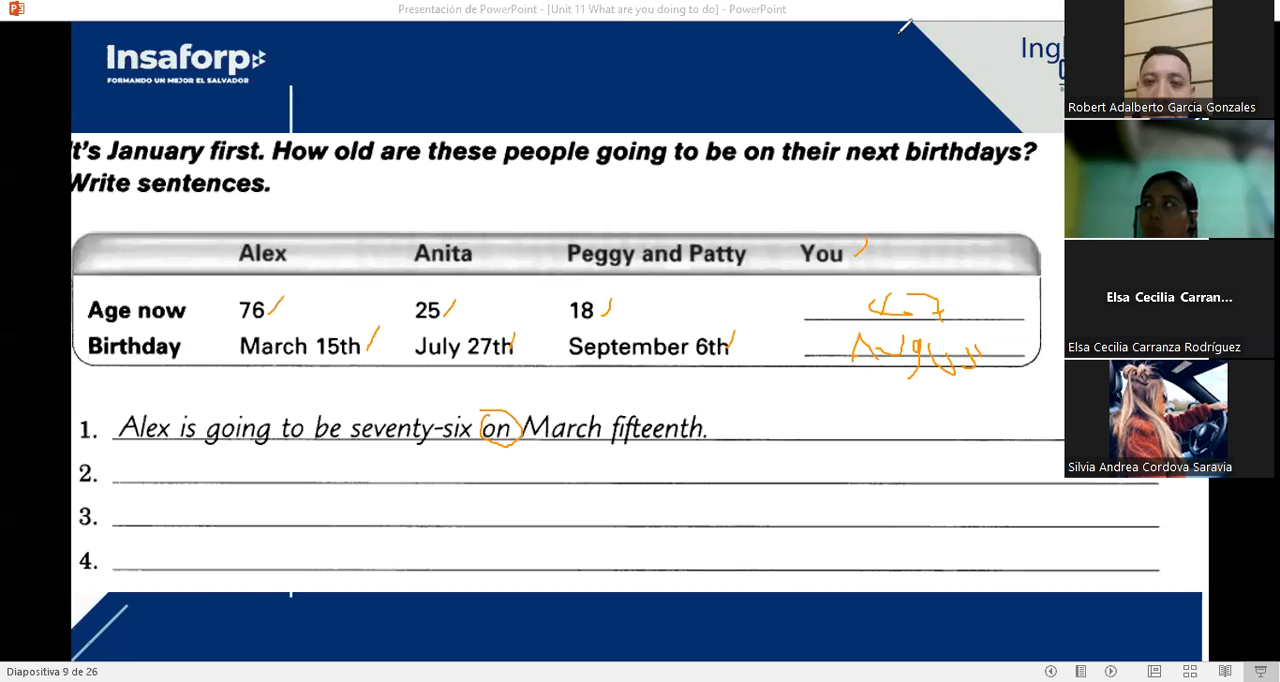 Presentación de PowerPoint - [Unit 11 What are you doing to do] - PowerPoint
Insaforp
FORMANDO UN MEJOR EL SALVADOR
Ing
It's January first. How old are these people going to be on their next birthdays?
Write sentences.
Alex Anita Peggy and Patty You
Age now 76 25 18 47
Birthday March 15th July 27th September 6th
1. Alex is going to be seventy-six on March fifteenth.
2.
3.
4.
Robert Adalberto Garcia Gonzales
Elsa Cecilia Carran...
Elsa Cecilia Carranza Rodríguez
Silvia Andrea Cordova Saravia
Diapositiva 9 de 26